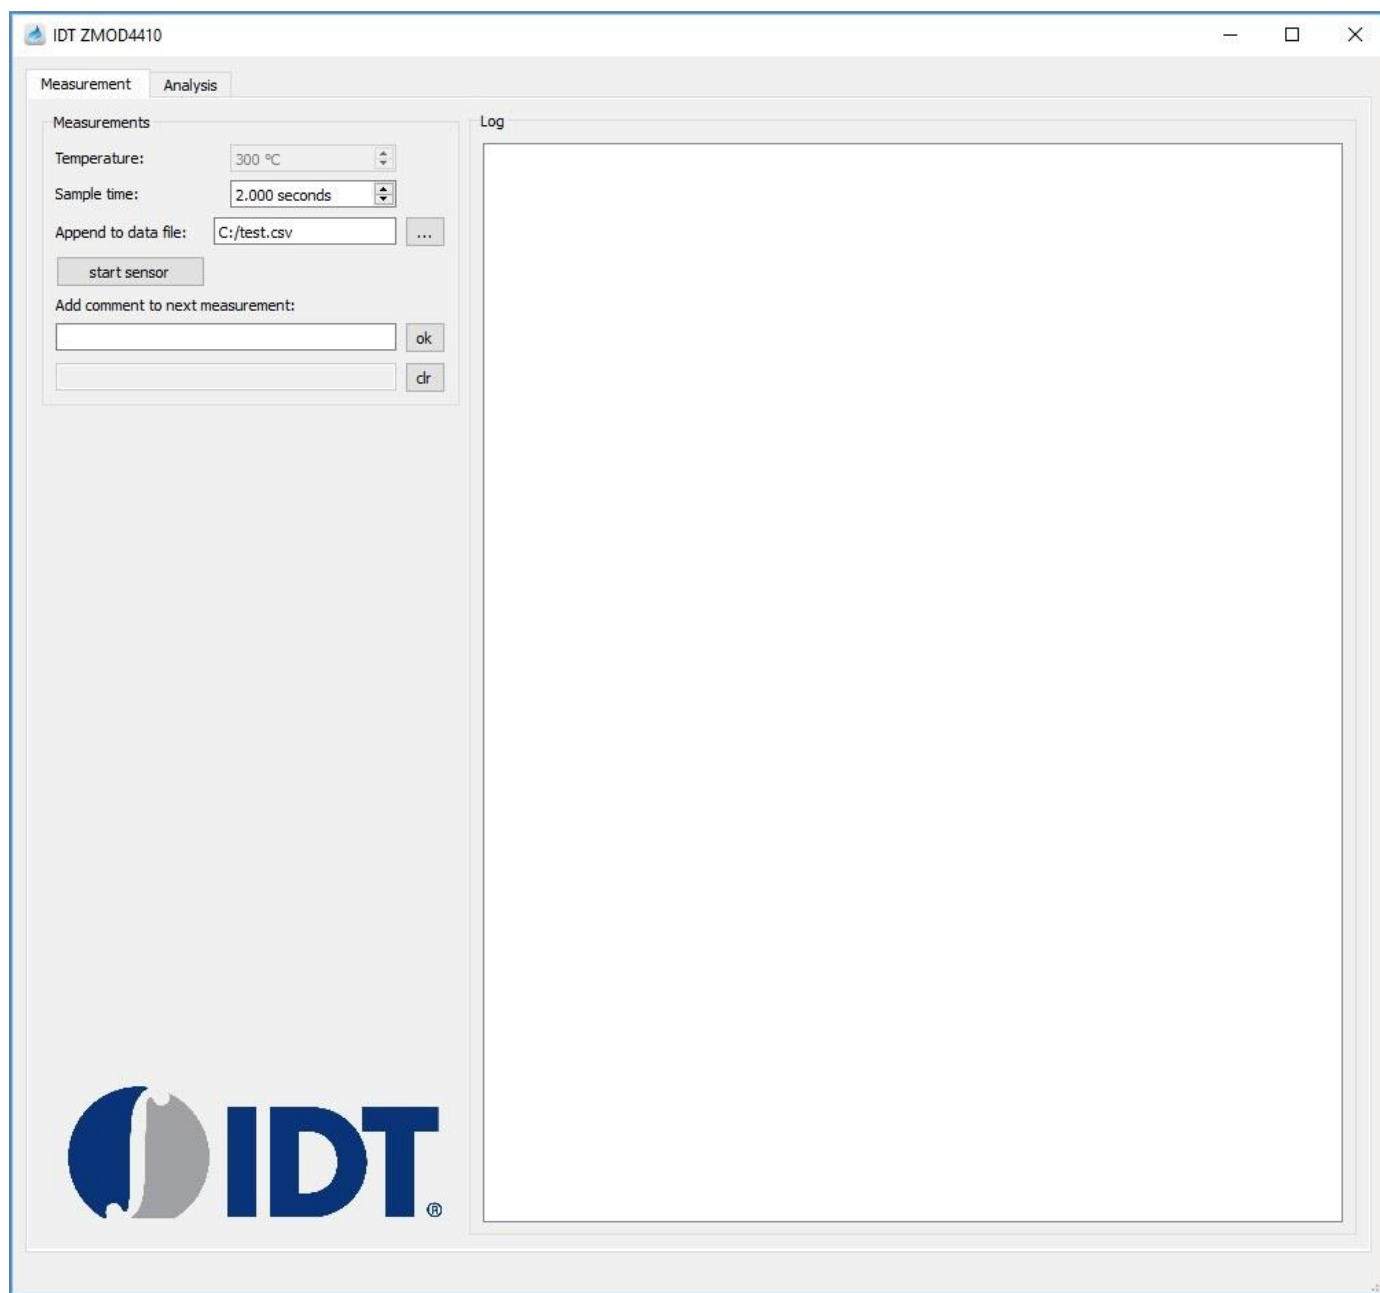 IDT ZMOD4410
Measurement Analysis
Measurements
Temperature: 300 °C
Sample time: 2.000 seconds
Append to data file: C:/test.csv ...
start sensor
Add comment to next measurement:
ok
clr
Log
IDT®